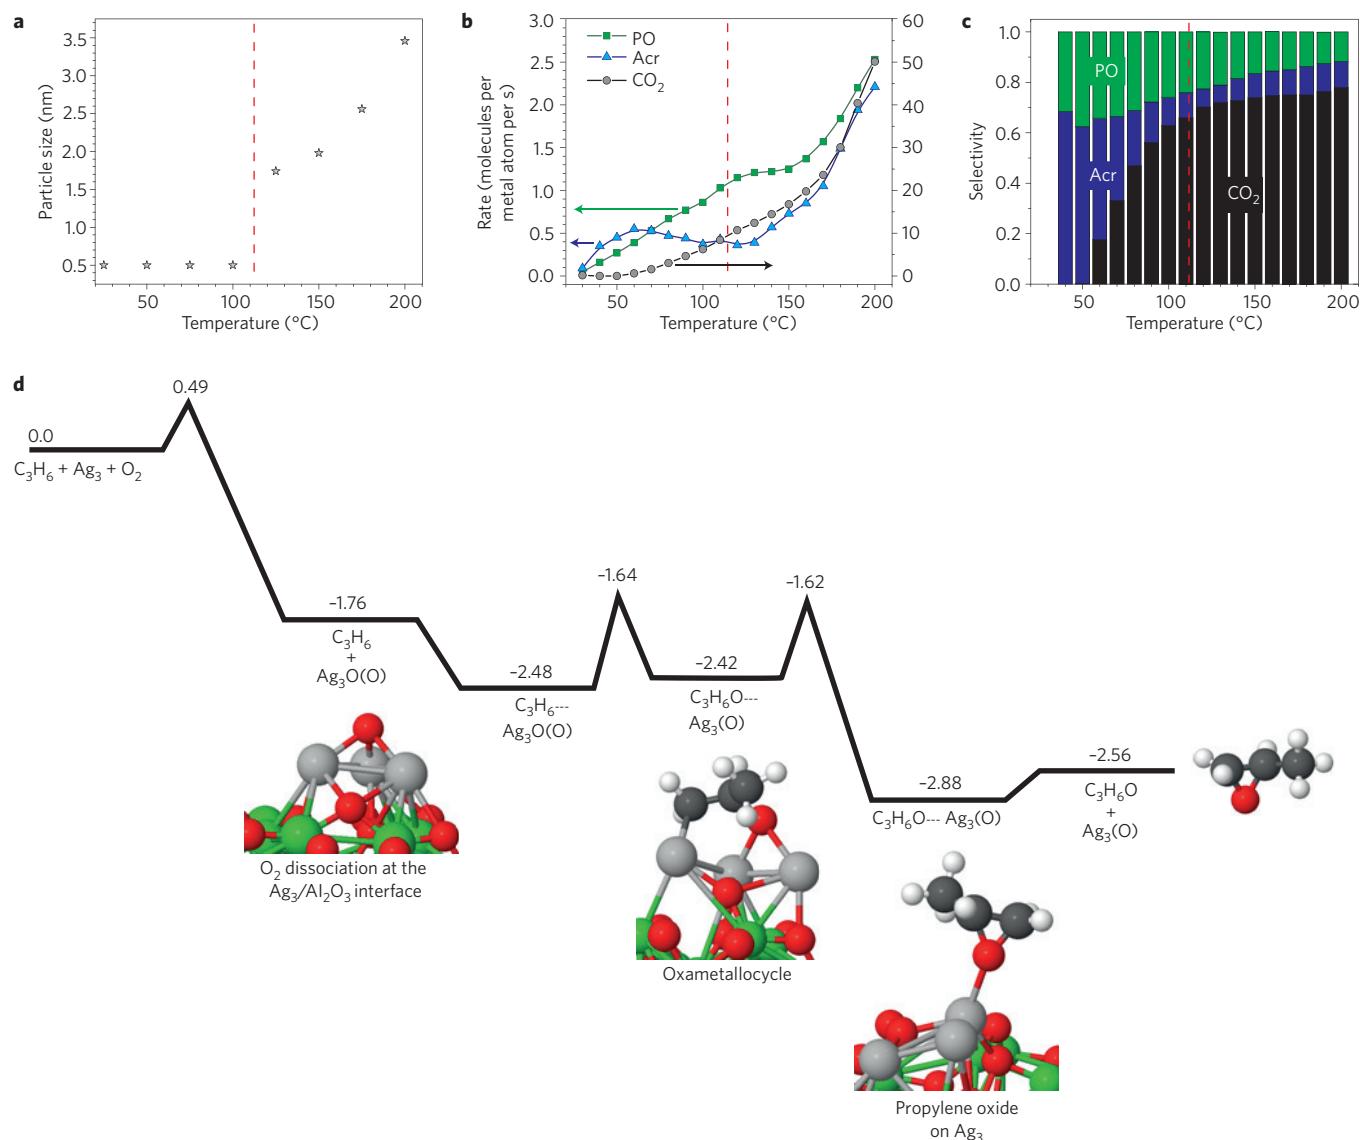 a
3.5
3.0
2.5
2.0
1.5
1.0
0.5
Particle size (nm)
50
100
150
200
Temperature (°C)
b
3.0
2.5
2.0
1.5
1.0
0.5
0.0
Rate (molecules per
metal atom per s)
PO
Acr
CO₂
60
50
40
30
20
10
0
50
100
150
200
Temperature (°C)
c
1.0
0.8
0.6
0.4
0.2
0.0
Selectivity
PO
Acr
CO₂
50
100
150
200
Temperature (°C)
d
0.49
0.0
C₃H₆ + Ag₃ + O₂
–1.76
C₃H₆
+
Ag₃O(O)
–2.48
C₃H₆---
Ag₃O(O)
–1.64
–2.42
C₃H₆O---
Ag₃(O)
–1.62
–2.88
C₃H₆O--- Ag₃(O)
–2.56
C₃H₆O
+
Ag₃(O)
O₂ dissociation at the
Ag₃/Al₂O₃ interface
Oxametallocycle
Propylene oxide
on Ag₃